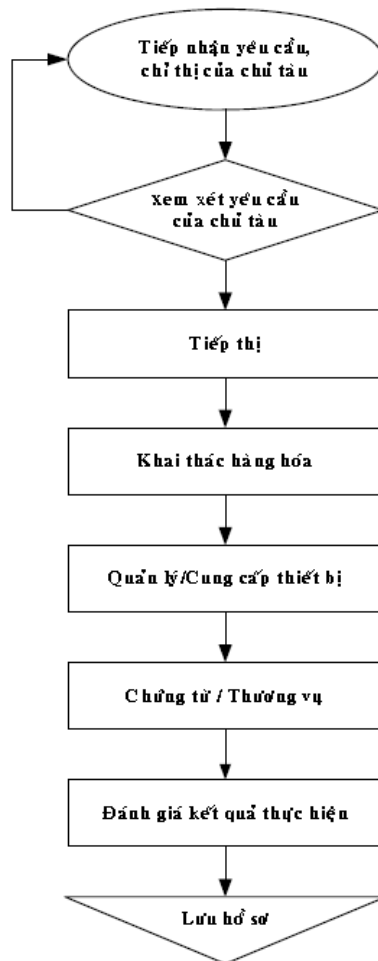 Tiếp nhận yêu cầu,
chỉ thị của chủ tàu
Xem xét yêu cầu
của chủ tàu
Tiếp thị
Khai thác hàng hóa
Quản lý/Cung cấp thiết bị
Chứng từ / Thương vụ
Đánh giá kết quả thực hiện
Lưu hồ sơ